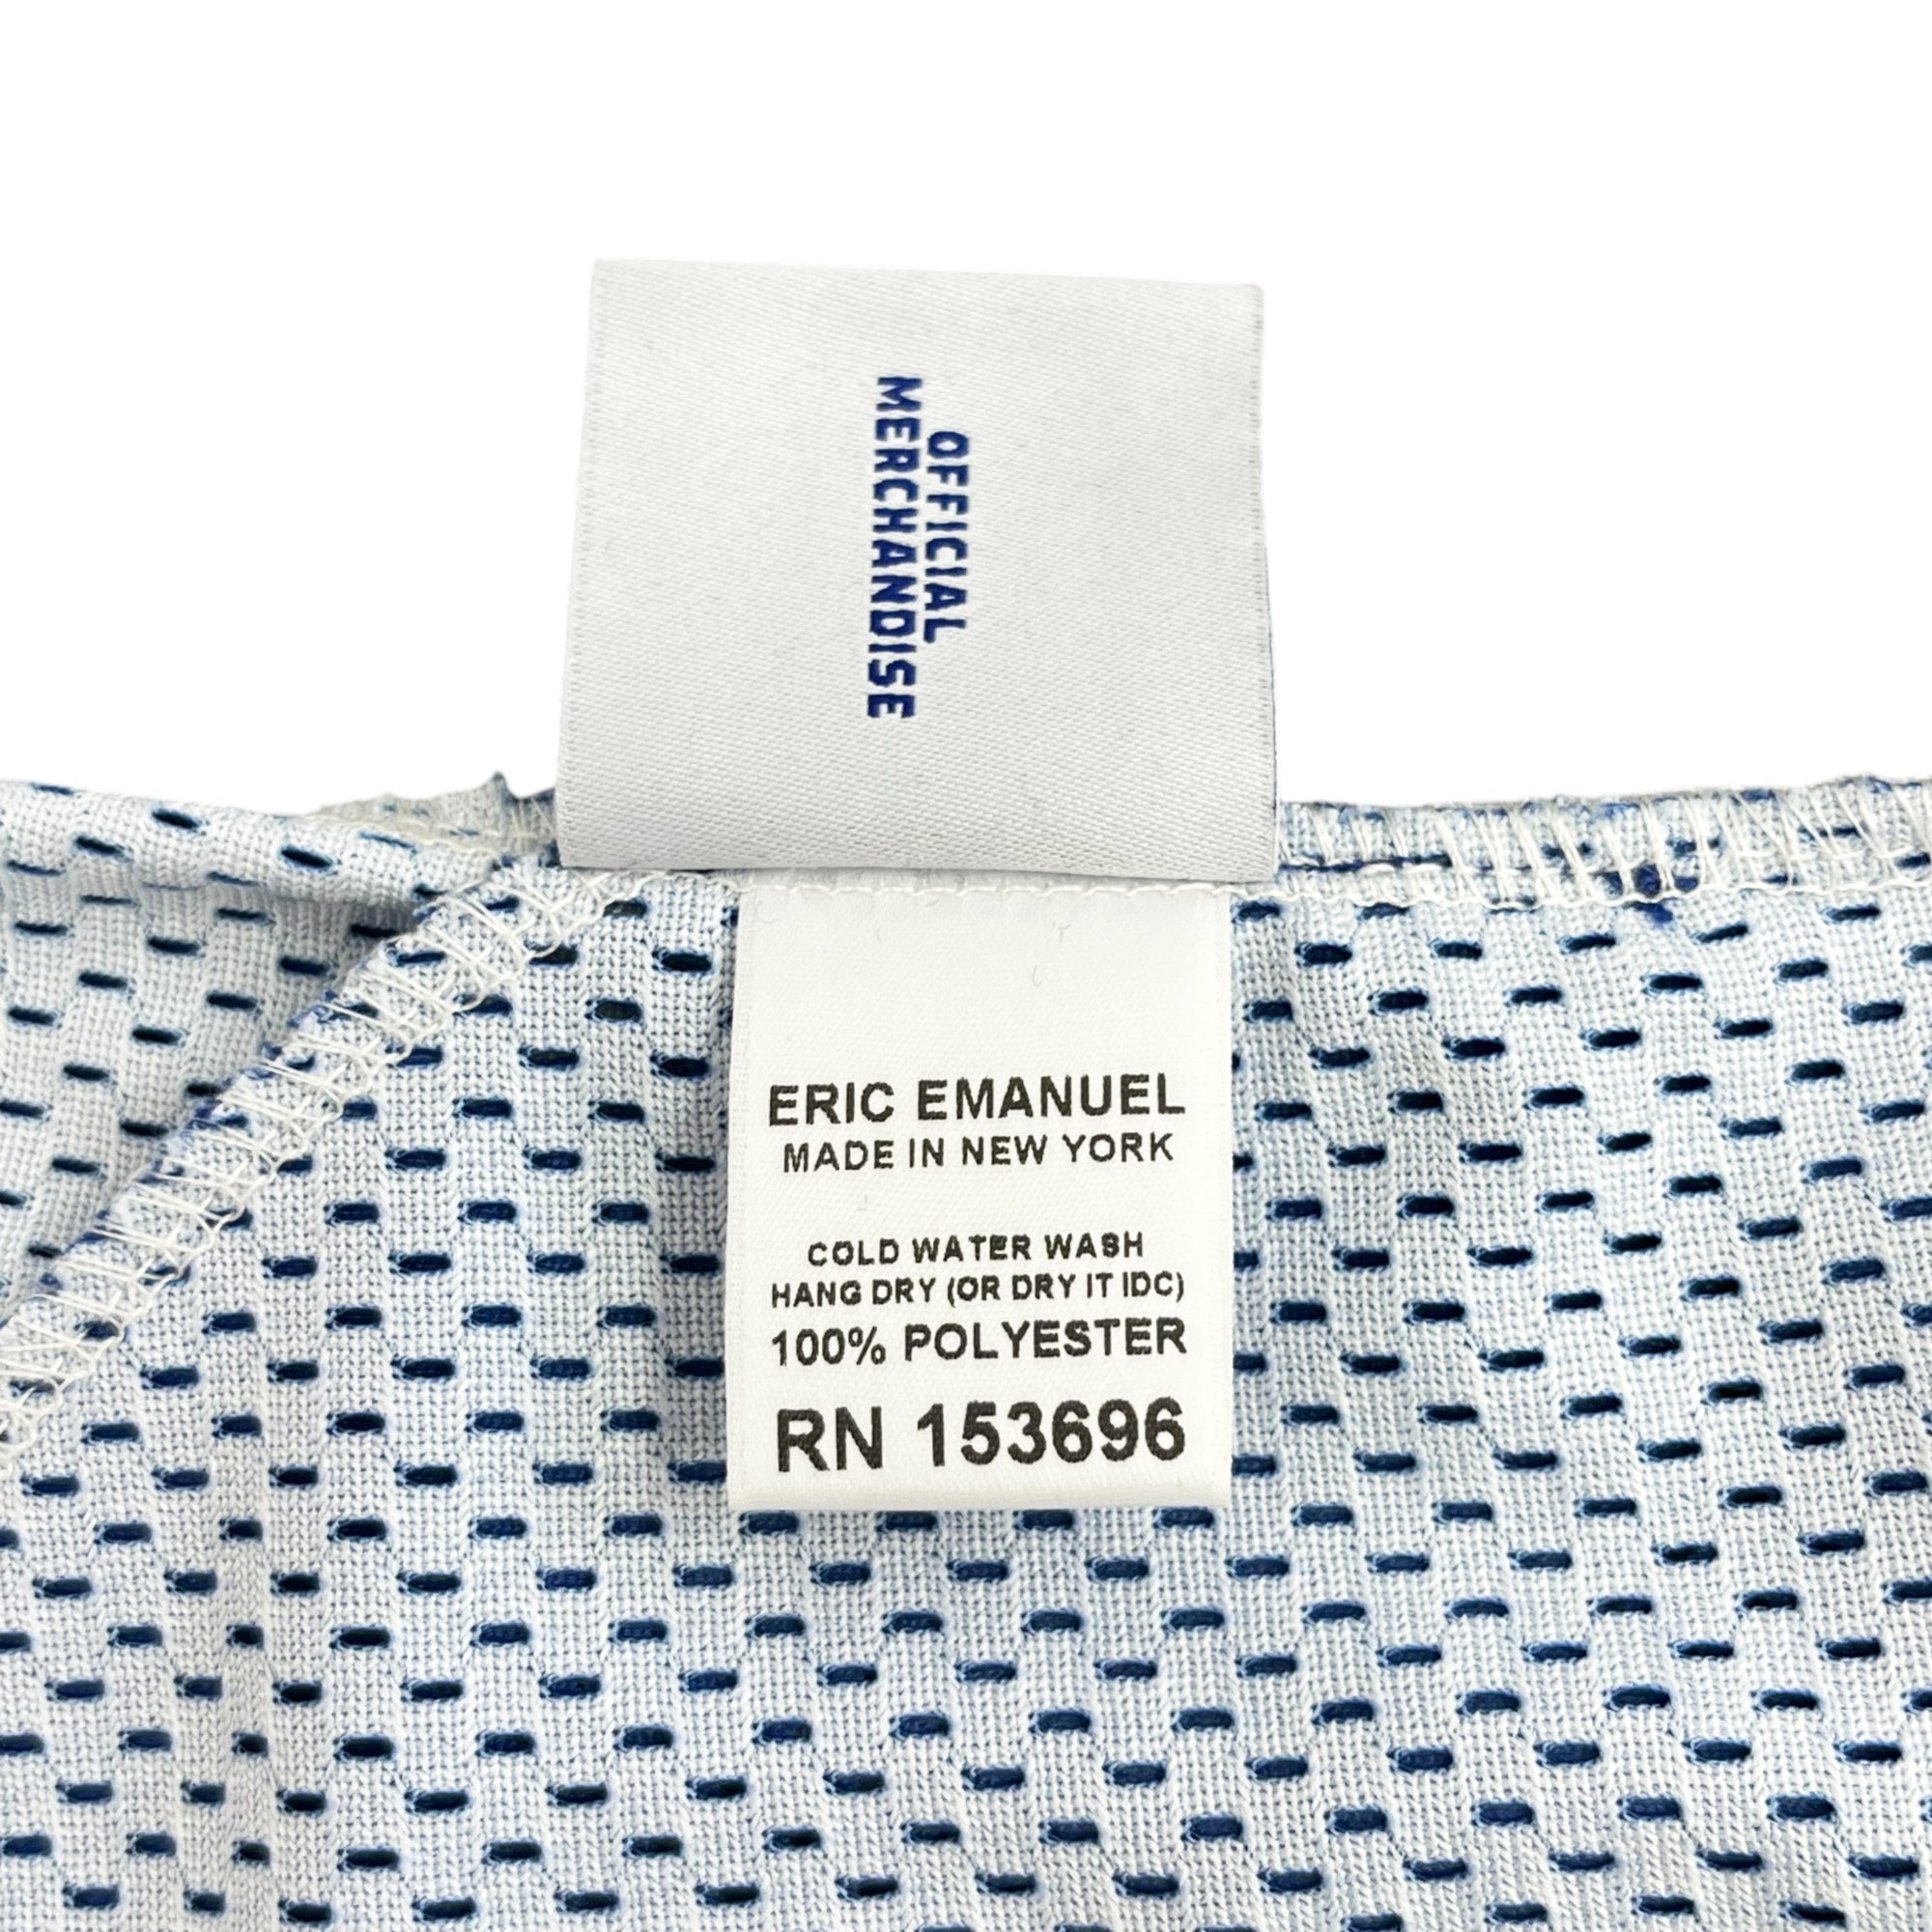 OFFICIAL
MERCHANDISE
ERIC EMANUEL
MADE IN NEW YORK
COLD WATER WASH
HANG DRY (OR DRY IT IDC)
100% POLYESTER
RN 153696